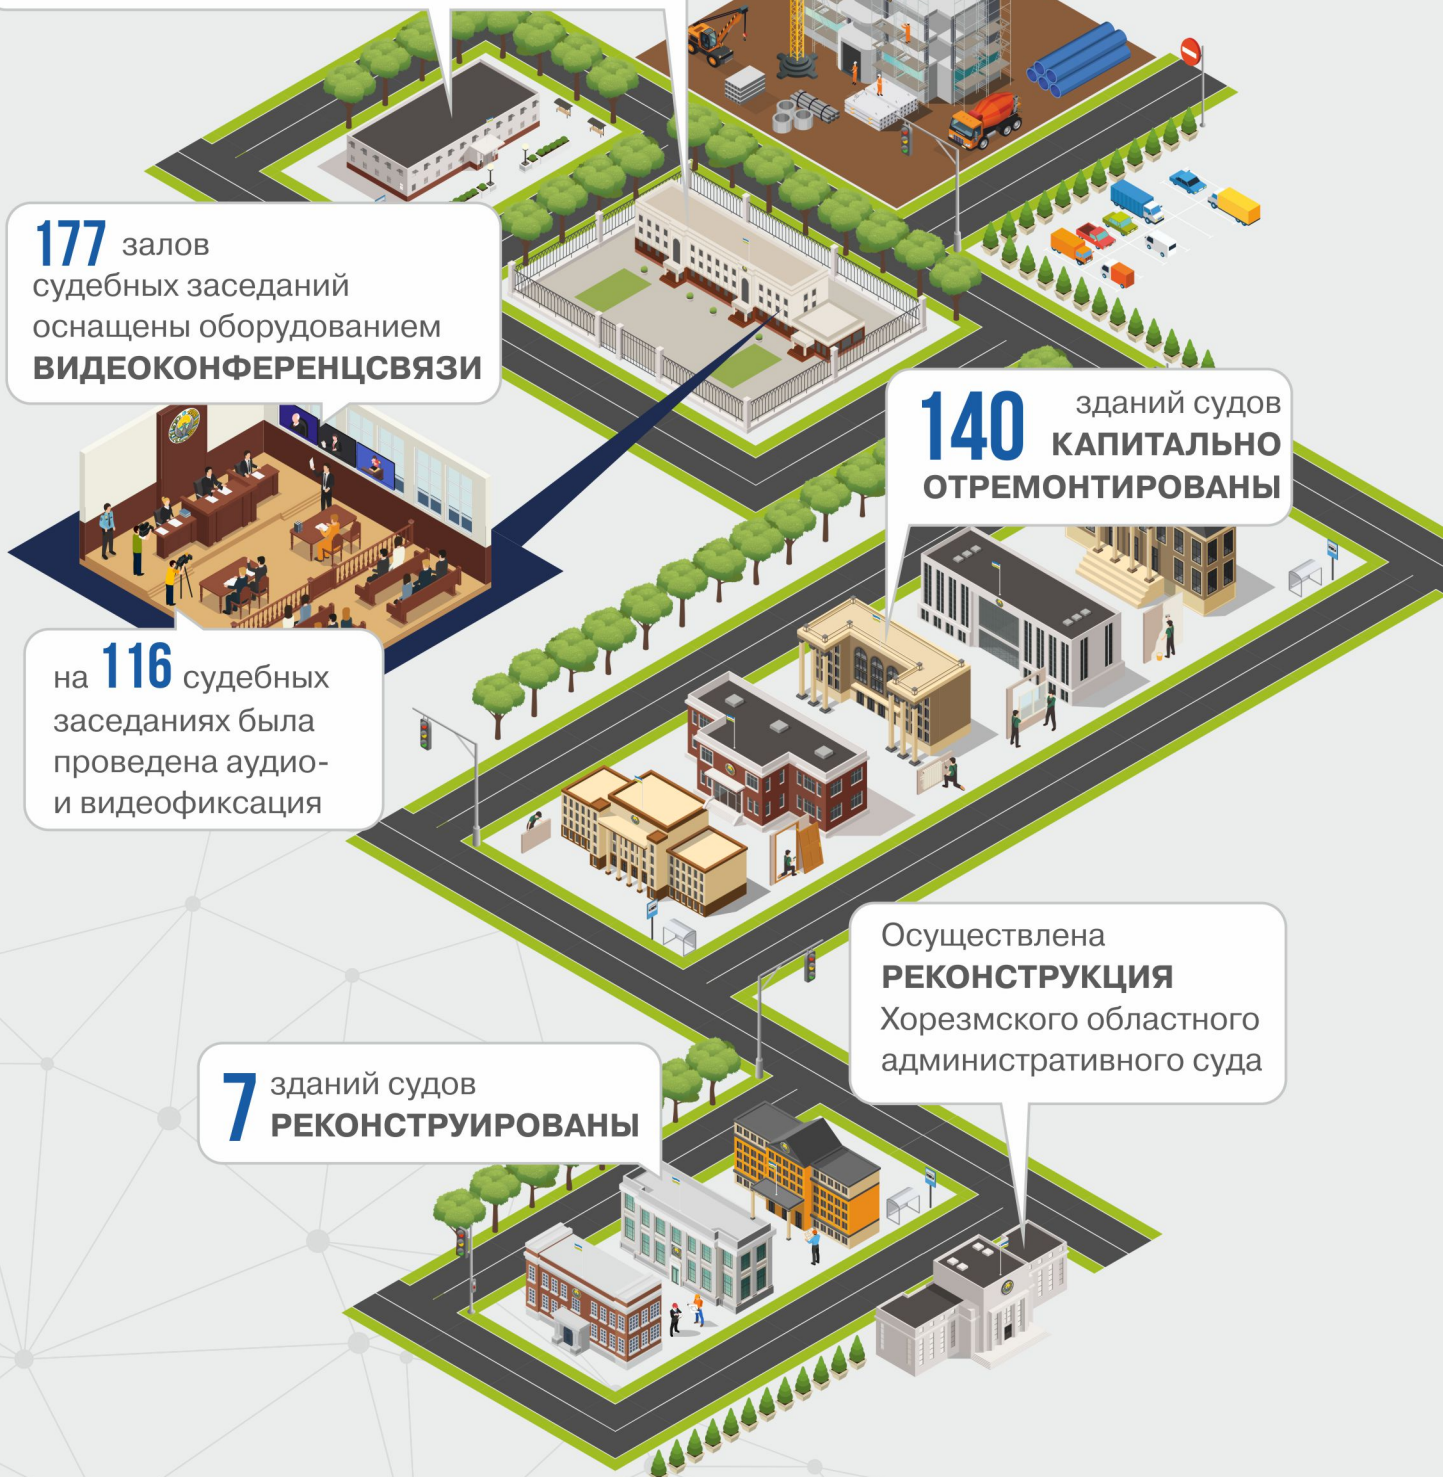 177 залов
судебных заседаний
оснащены оборудованием
ВИДЕОКОНФЕРЕНЦСВЯЗИ
140 зданий судов
КАПИТАЛЬНО
ОТРЕМОНТИРОВАНЫ
на 116 судебных
заседаниях была
проведена аудио-
и видеофиксация
Осуществлена
РЕКОНСТРУКЦИЯ
Хорезмского областного
административного суда
7 зданий судов
РЕКОНСТРУИРОВАНЫ